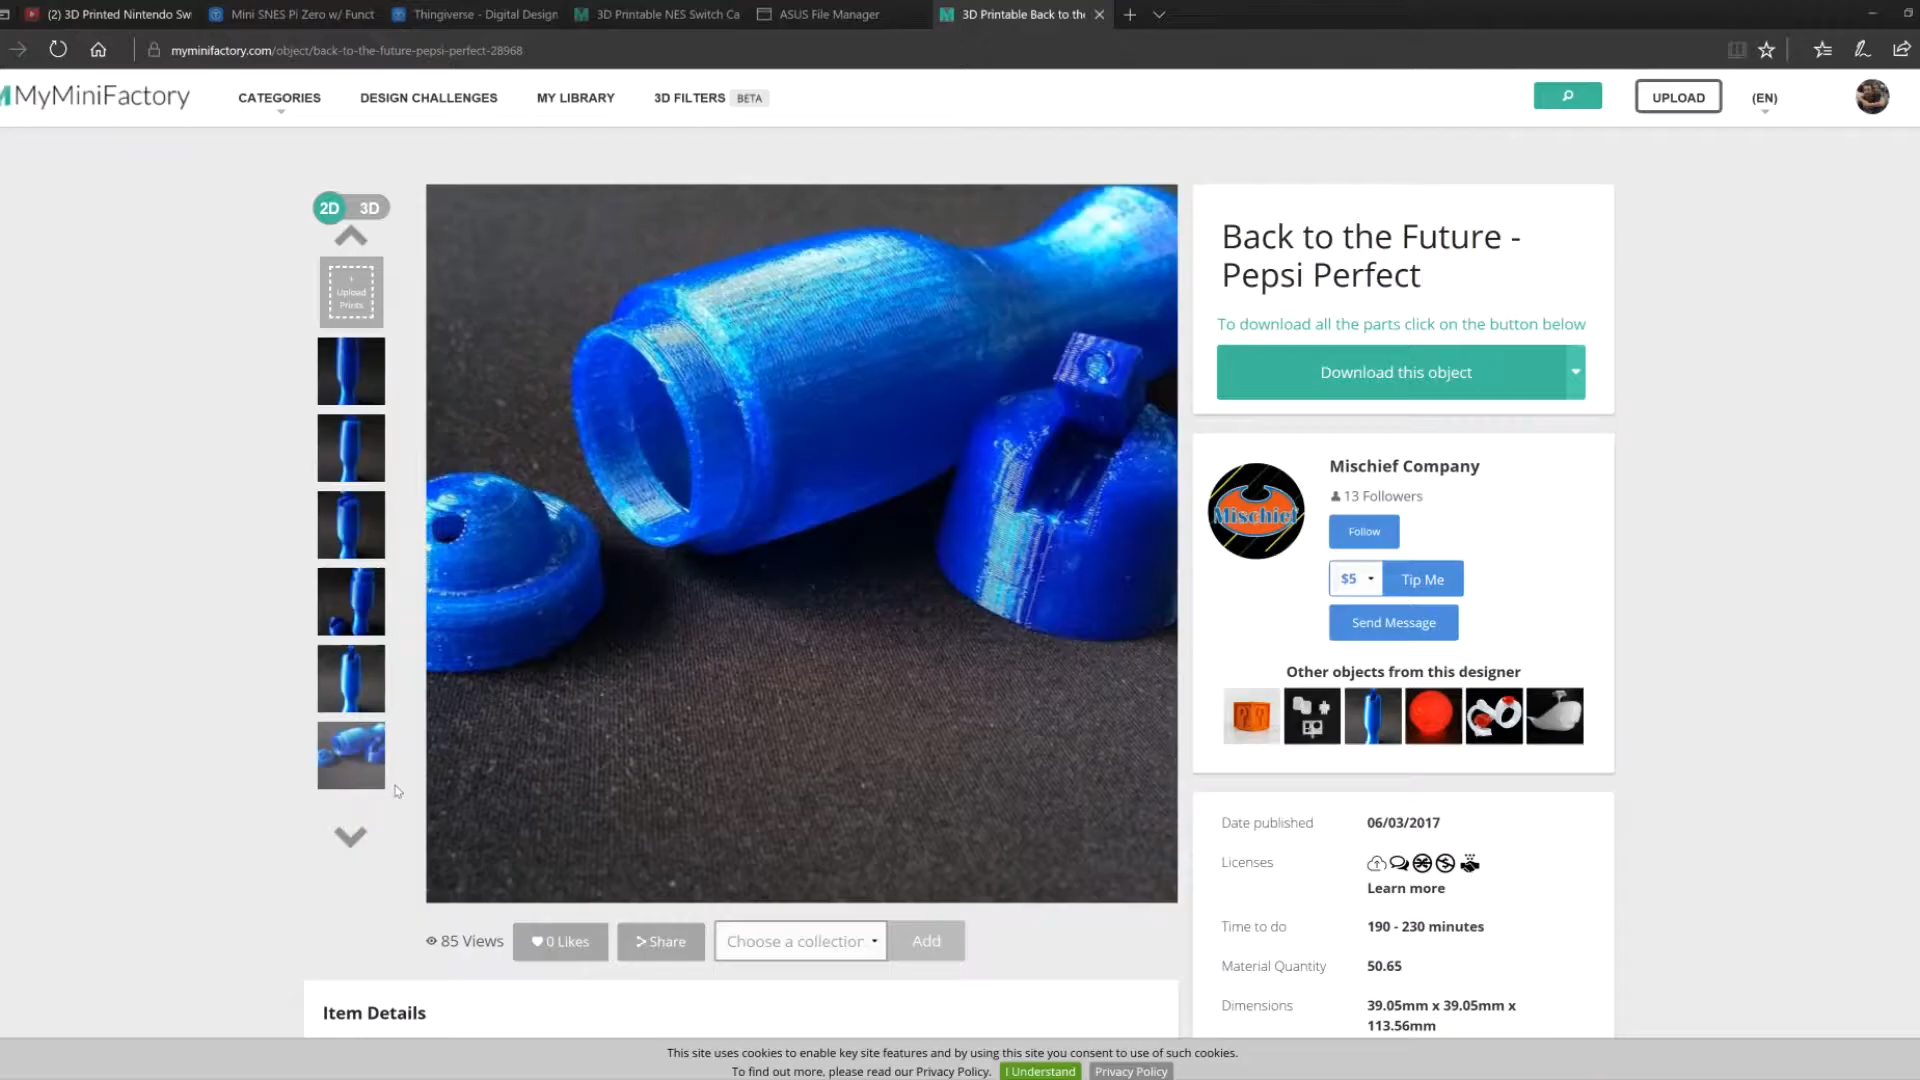 (2) 3D Printed Nintendo Sw
Mini SNES Pi Zero w/ Funct
Thingiverse - Digital Design
3D Printable NES Switch Ca
ASUS File Manager
3D Printable Back to the
myminifactory.com/object/back-to-the-future-pepsi-perfect-28968
MyMiniFactory
CATEGORIES
DESIGN CHALLENGES
MY LIBRARY
3D FILTERS BETA
UPLOAD
(EN)
2D 3D
+
Upload
Prints
Back to the Future -
Pepsi Perfect
To download all the parts click on the button below
Download this object
Mischief
Mischief Company
13 Followers
Follow
$5 Tip Me
Send Message
Other objects from this designer
Date published 06/03/2017
Licenses
Learn more
Time to do 190 - 230 minutes
Material Quantity 50.65
Dimensions 39.05mm x 39.05mm x
113.56mm
85 Views
0 Likes
Share
Choose a collection
Add
Item Details
This site uses cookies to enable key site features and by using this site you consent to use of such cookies.
To find out more, please read our Privacy Policy. I Understand Privacy Policy